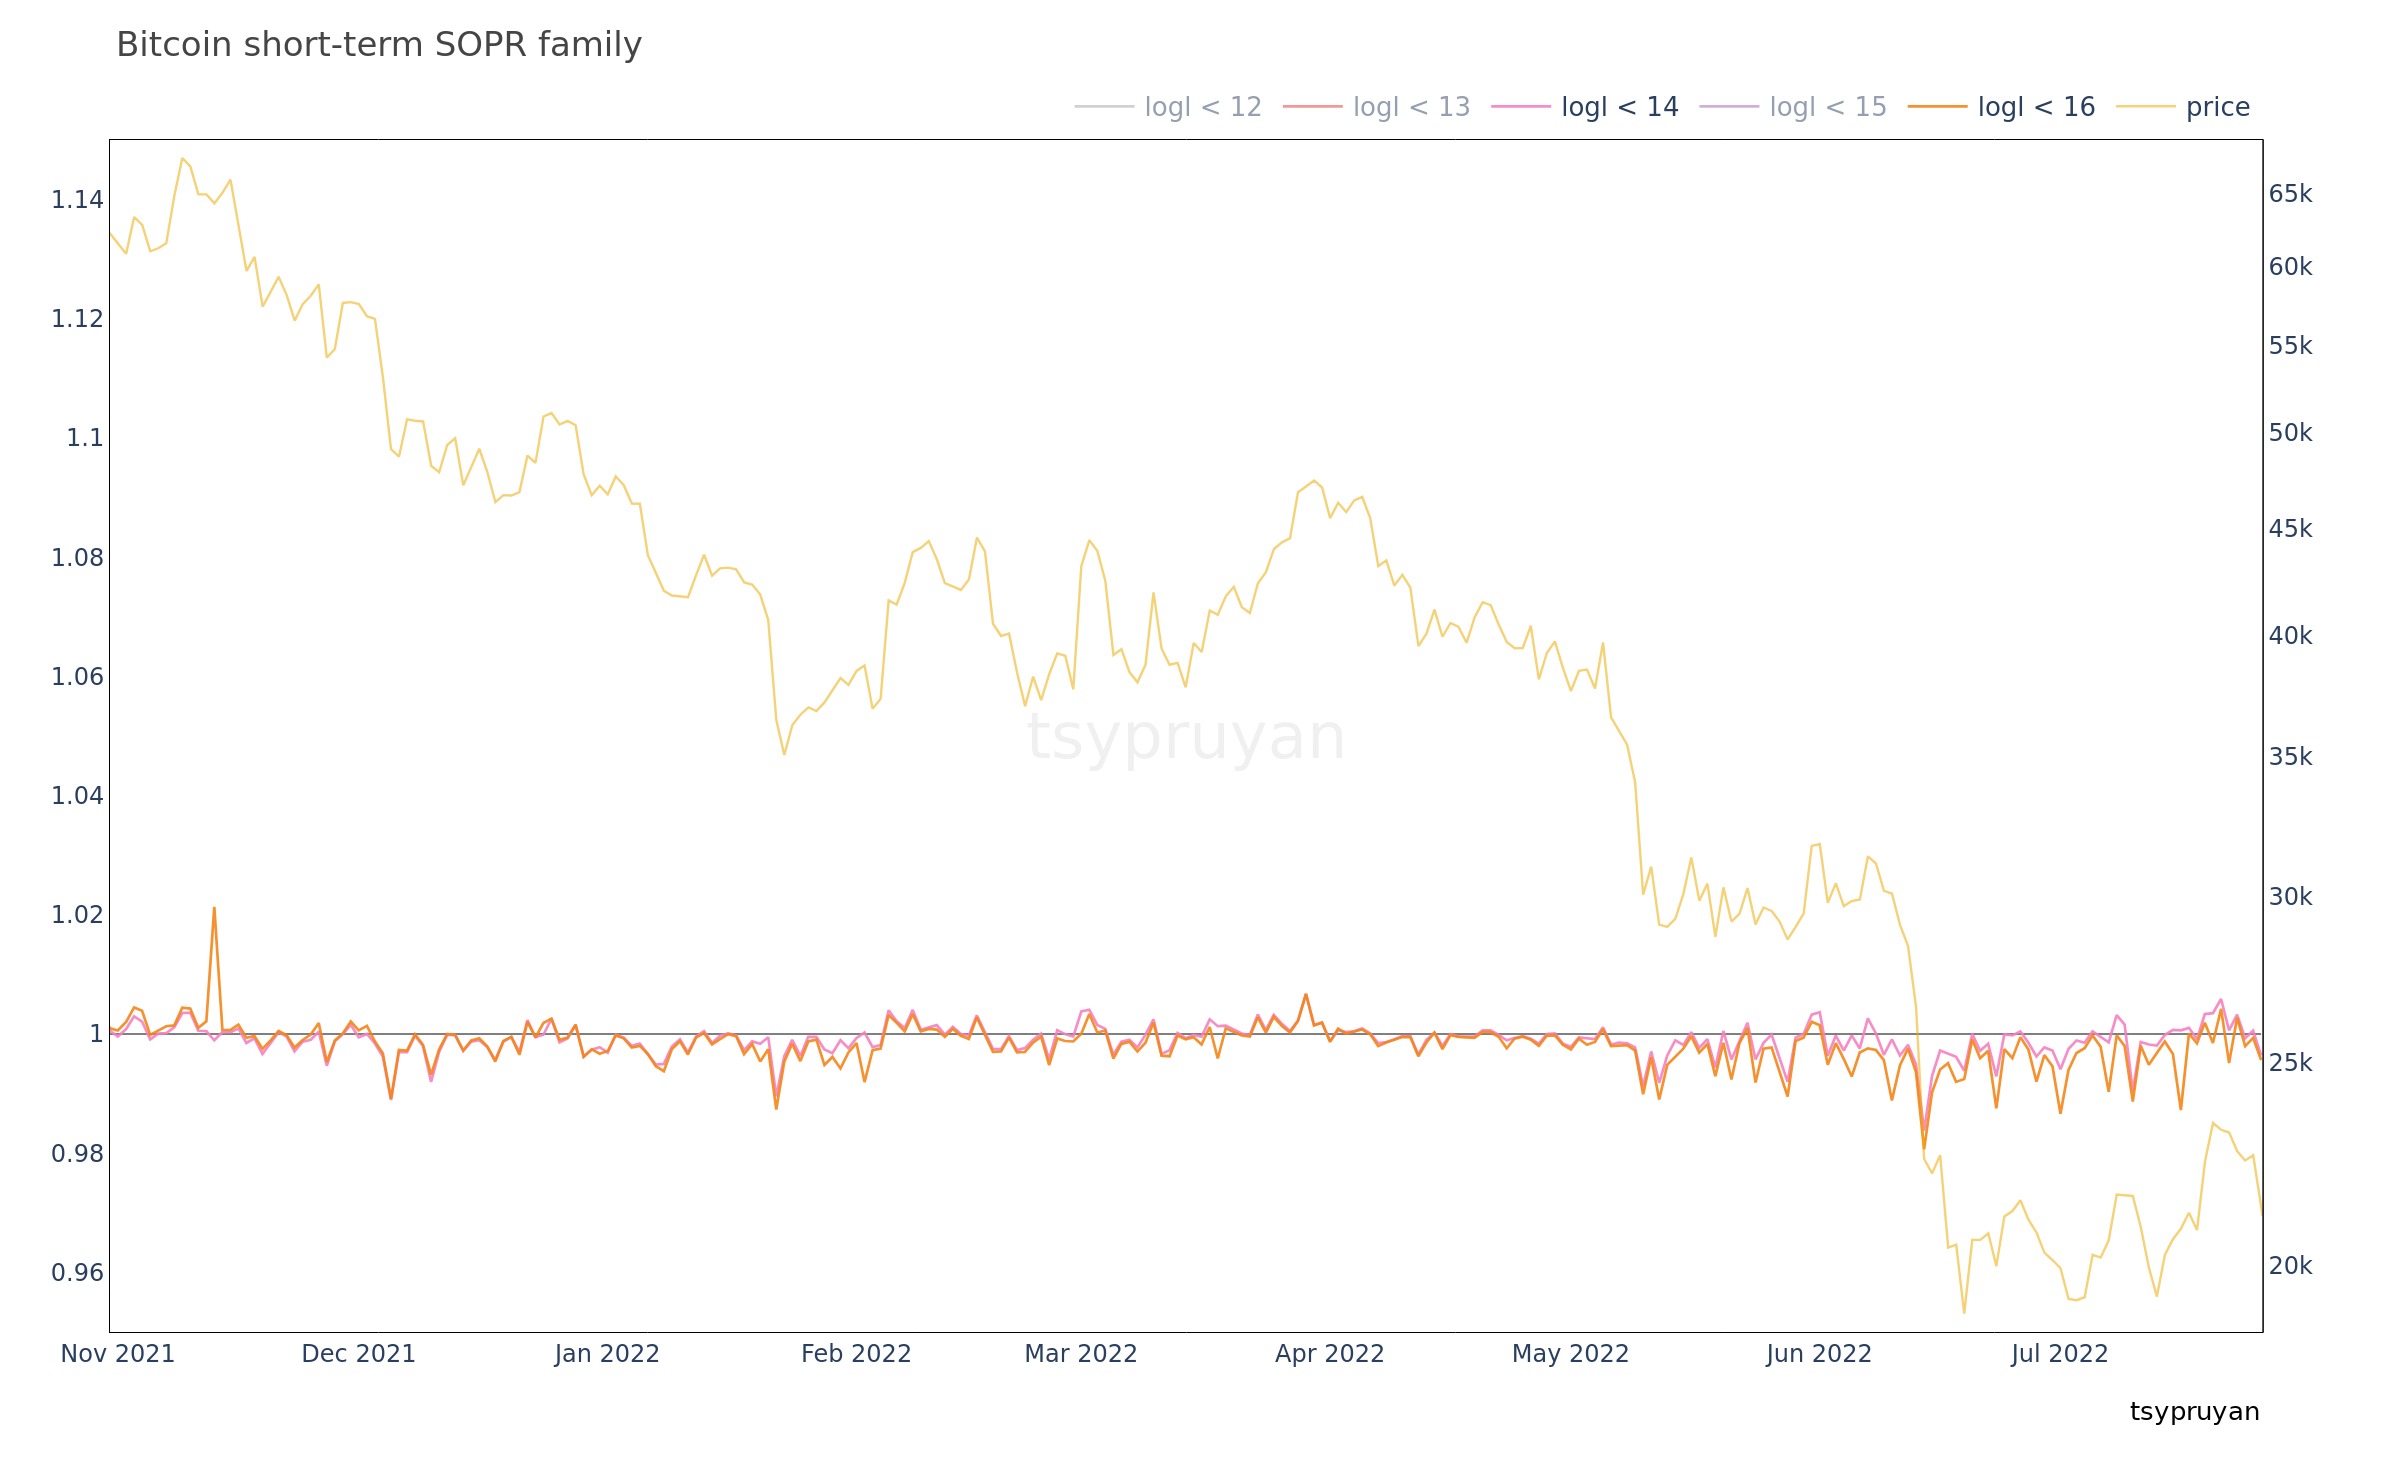 Bitcoin short-term SOPR family
logl < 12 logl < 13 logl < 14 logl < 15 logl < 16 price
1.14
1.12
1.1
1.08
1.06
1.04
1.02
1
0.98
0.96
65k
60k
55k
50k
45k
40k
35k
30k
25k
20k
tsypruyan
Nov 2021 Dec 2021 Jan 2022 Feb 2022 Mar 2022 Apr 2022 May 2022 Jun 2022 Jul 2022
tsypruyan